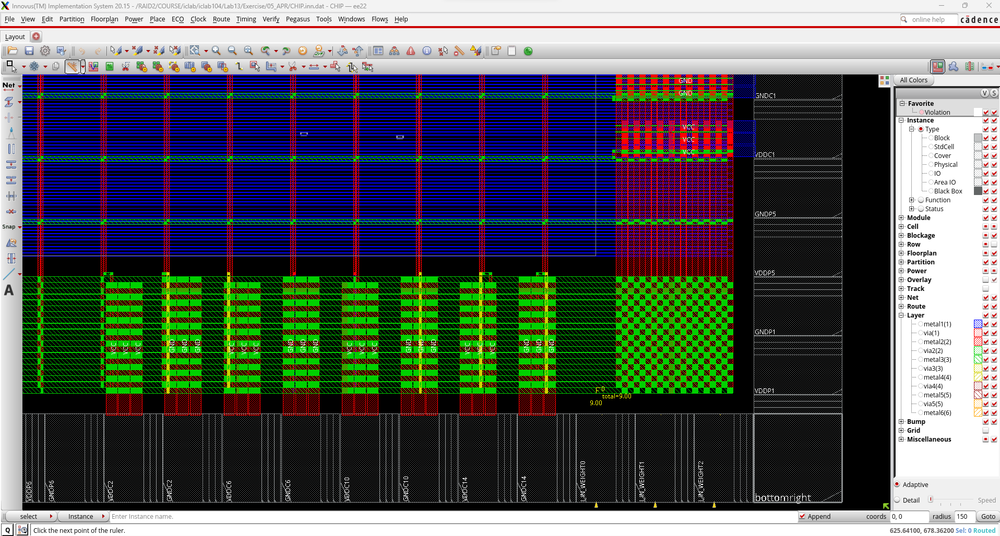 Innovus(TM) Implementation System 20.15 - /RAID2/COURSE/iclab/iclab104/Lab13/Exercise/05_APR/CHIP.inn.dat - CHIP — ee22
File View Edit Partition Floorplan Power Place ECO Clock Route Timing Verify Pegasus Tools Windows Flows Help
online help
cādence
Layout
Net
Snap
A
GND
GND
VCC
VCC
VCC
GNDC1
VDDC1
GNDP5
VDDP5
GNDP1
VDDP1
VCC VCC VCC GND GND GND VCC VCC VCC GND GND GND VCC VCC VCC GND GND GND VCC VCC VCC GND GND GND
0
total=9.00
9.00
VDDP6 GNDP6 VDDC2 GNDC2 VDDC6 GNDC6 VDDC10 GNDC10 VDDC14 GNDC14 I_IN_WEIGHT0 I_IN_WEIGHT1 I_IN_WEIGHT2
bottomright
All Colors
V S
Favorite
Violation
Instance
Type
Block
StdCell
Cover
Physical
IO
Area IO
Black Box
Function
Status
Module
Cell
Blockage
Row
Floorplan
Partition
Power
Overlay
Track
Net
Route
Layer
metal1(1)
via(1)
metal2(2)
via2(2)
metal3(3)
via3(3)
metal4(4)
via4(4)
metal5(5)
via5(5)
metal6(6)
Bump
Grid
Miscellaneous
Adaptive
Detail
Speed
select Instance Enter Instance name. Append coords 0, 0 radius 150 Goto
Q Click the next point of the ruler. 625.64100, 678.36200 Sel: 0 Routed